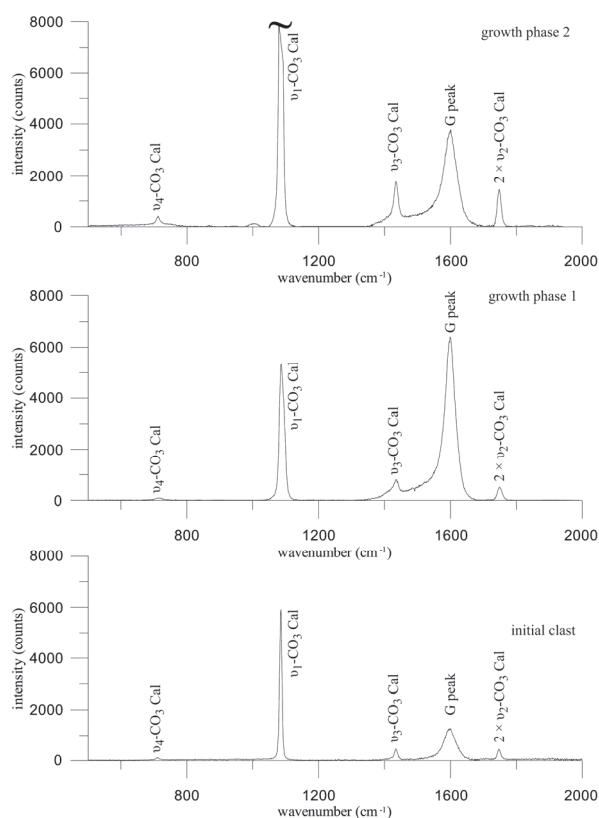 growth phase 2
8000
6000
4000
2000
0
intensity (counts)
υ4-CO3 Cal
υ1-CO3 Cal
υ3-CO3 Cal
G peak
2 × υ2-CO3 Cal
800
1200
1600
2000
wavenumber (cm-1)
growth phase 1
8000
6000
4000
2000
0
intensity (counts)
υ4-CO3 Cal
υ1-CO3 Cal
υ3-CO3 Cal
G peak
2 × υ2-CO3 Cal
800
1200
1600
2000
wavenumber (cm-1)
initial clast
8000
6000
4000
2000
0
intensity (counts)
υ4-CO3 Cal
υ1-CO3 Cal
υ3-CO3 Cal
G peak
2 × υ2-CO3 Cal
800
1200
1600
2000
wavenumber (cm-1)